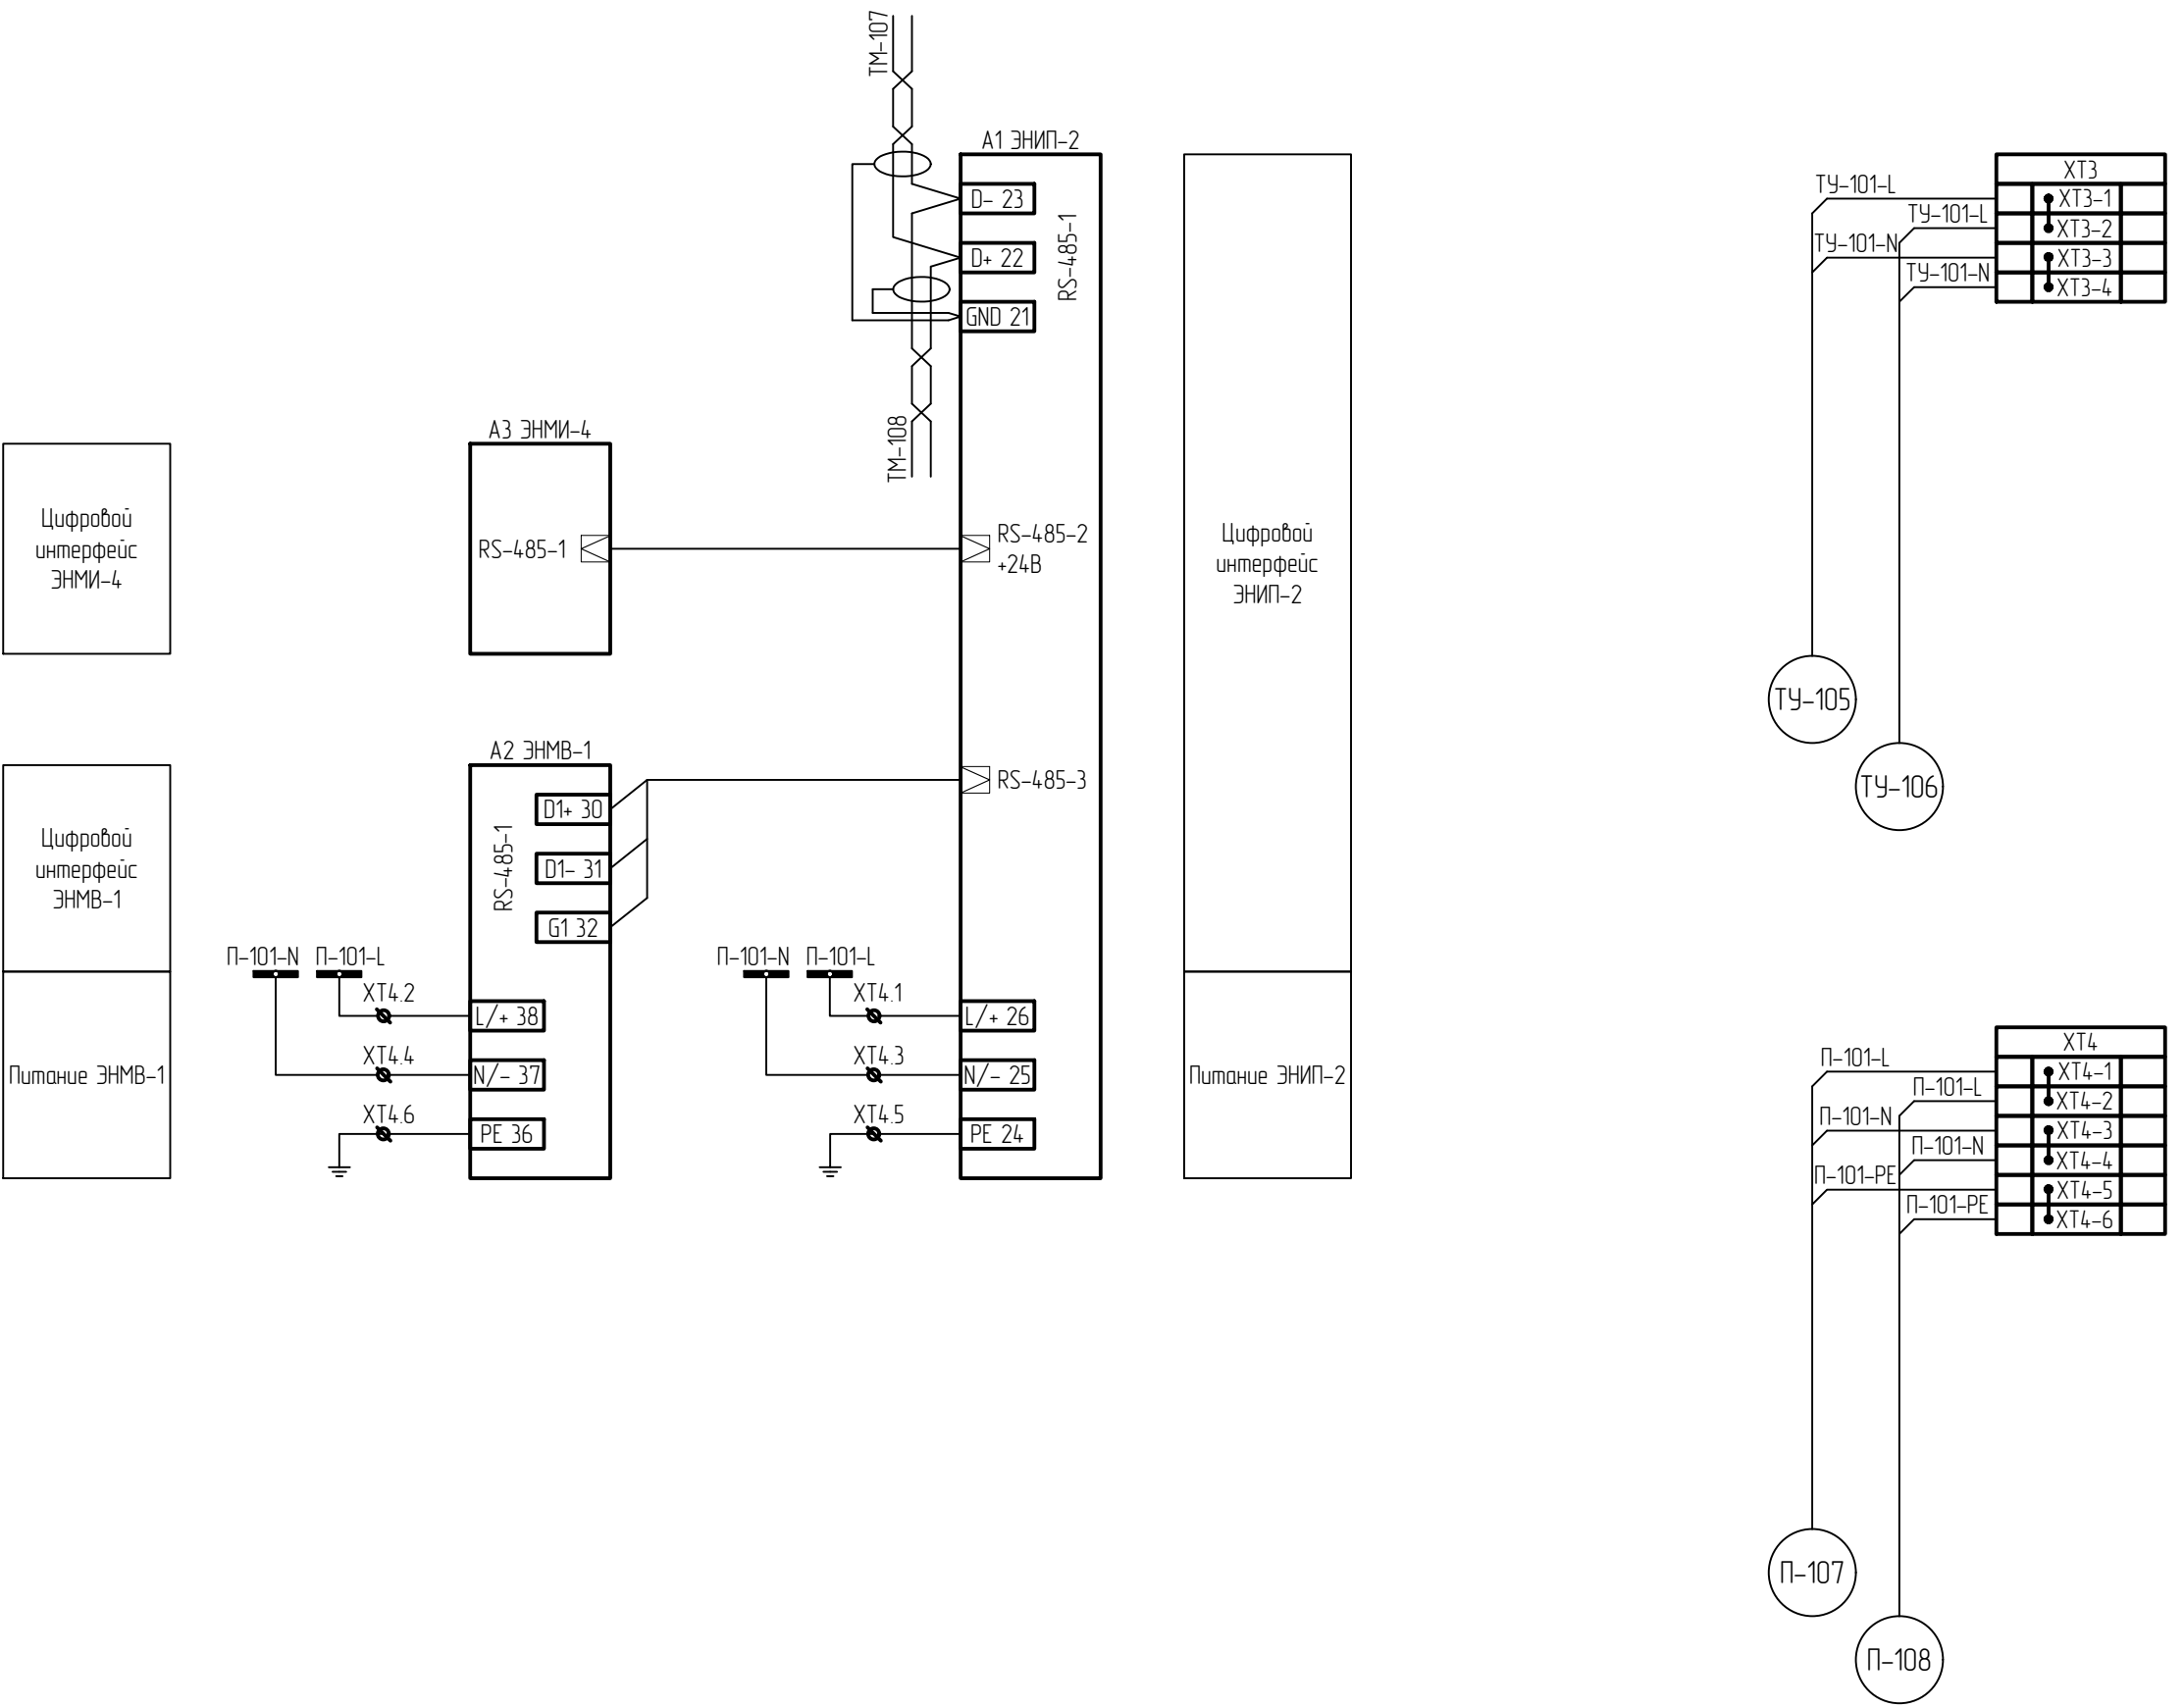 ТМ-107
А1 ЭНИП-2
D- 23
D+ 22
GND 21
RS-485-1
ТМ-108
RS-485-2
+24В
RS-485-3
L/+ 26
N/- 25
PE 24
А3 ЭНМИ-4
RS-485-1
Цифровой
интерфейс
ЭНМИ-4
А2 ЭНМВ-1
D1+ 30
D1- 31
G1 32
RS-485-1
L/+ 38
N/- 37
PE 36
Цифровой
интерфейс
ЭНМВ-1
Питание ЭНМВ-1
П-101-N
П-101-L
XT4.2
XT4.4
XT4.6
П-101-N
П-101-L
XT4.1
XT4.3
XT4.5
Цифровой
интерфейс
ЭНИП-2
Питание ЭНИП-2
XT3
ТУ-101-L
XT3-1
ТУ-101-L
XT3-2
ТУ-101-N
XT3-3
ТУ-101-N
XT3-4
ТУ-105
ТУ-106
XT4
П-101-L
XT4-1
П-101-L
XT4-2
П-101-N
XT4-3
П-101-N
XT4-4
П-101-PE
XT4-5
П-101-PE
XT4-6
П-107
П-108